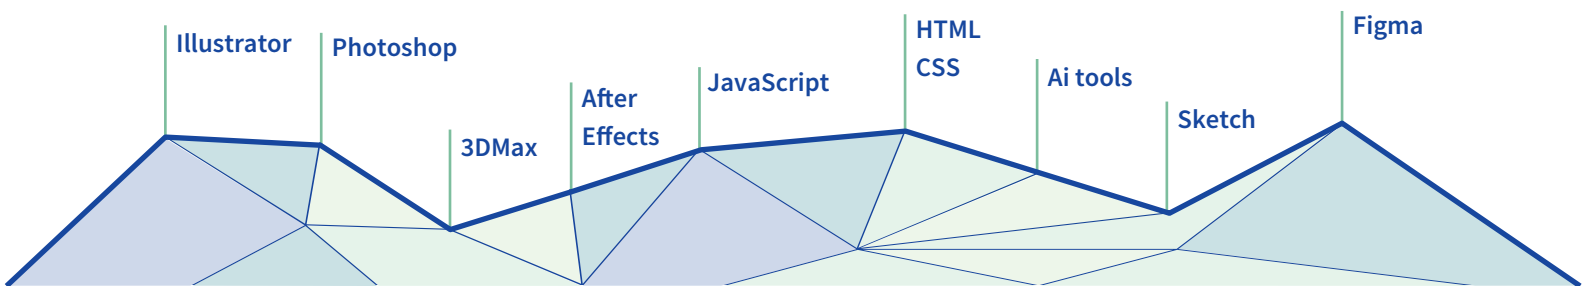 Illustrator
Photoshop
3DMax
After
Effects
JavaScript
HTML
CSS
Ai tools
Sketch
Figma